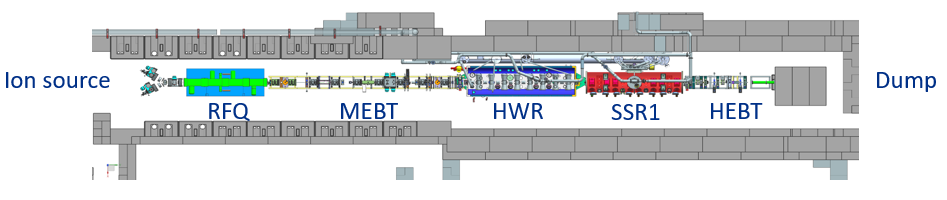 Ion source
RFQ
MEBT
HWR
SSR1
HEBT
Dump